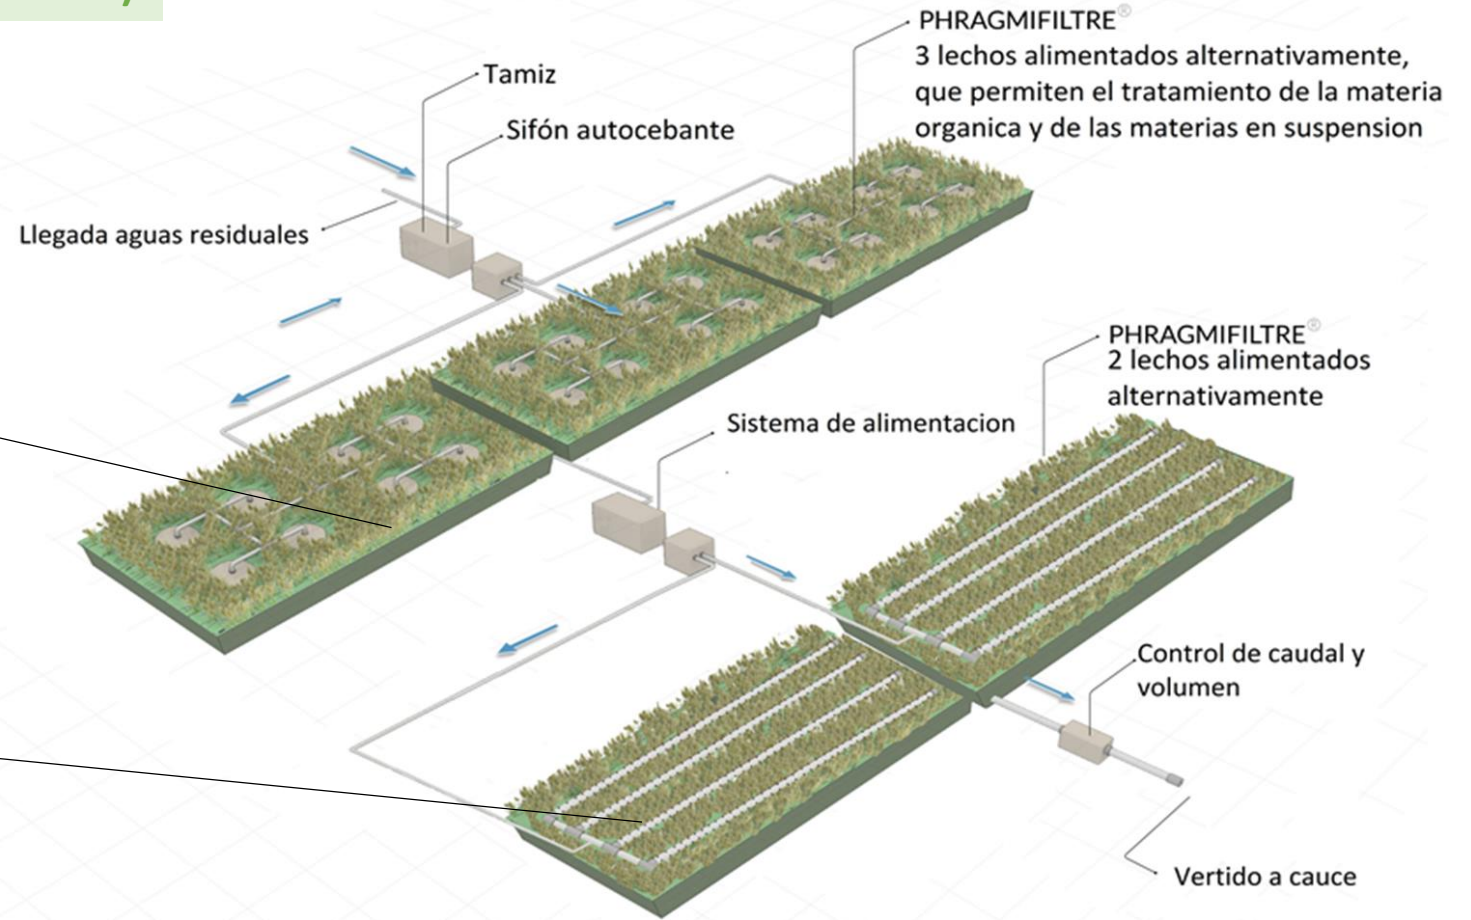 PHRAGMIFILTRE®
3 lechos alimentados alternativamente,
que permiten el tratamiento de la materia
organica y de las materias en suspension
Tamiz
Sifón autocebante
Llegada aguas residuales
PHRAGMIFILTRE®
2 lechos alimentados
alternativamente
Sistema de alimentacion
Control de caudal y
volumen
Vertido a cauce